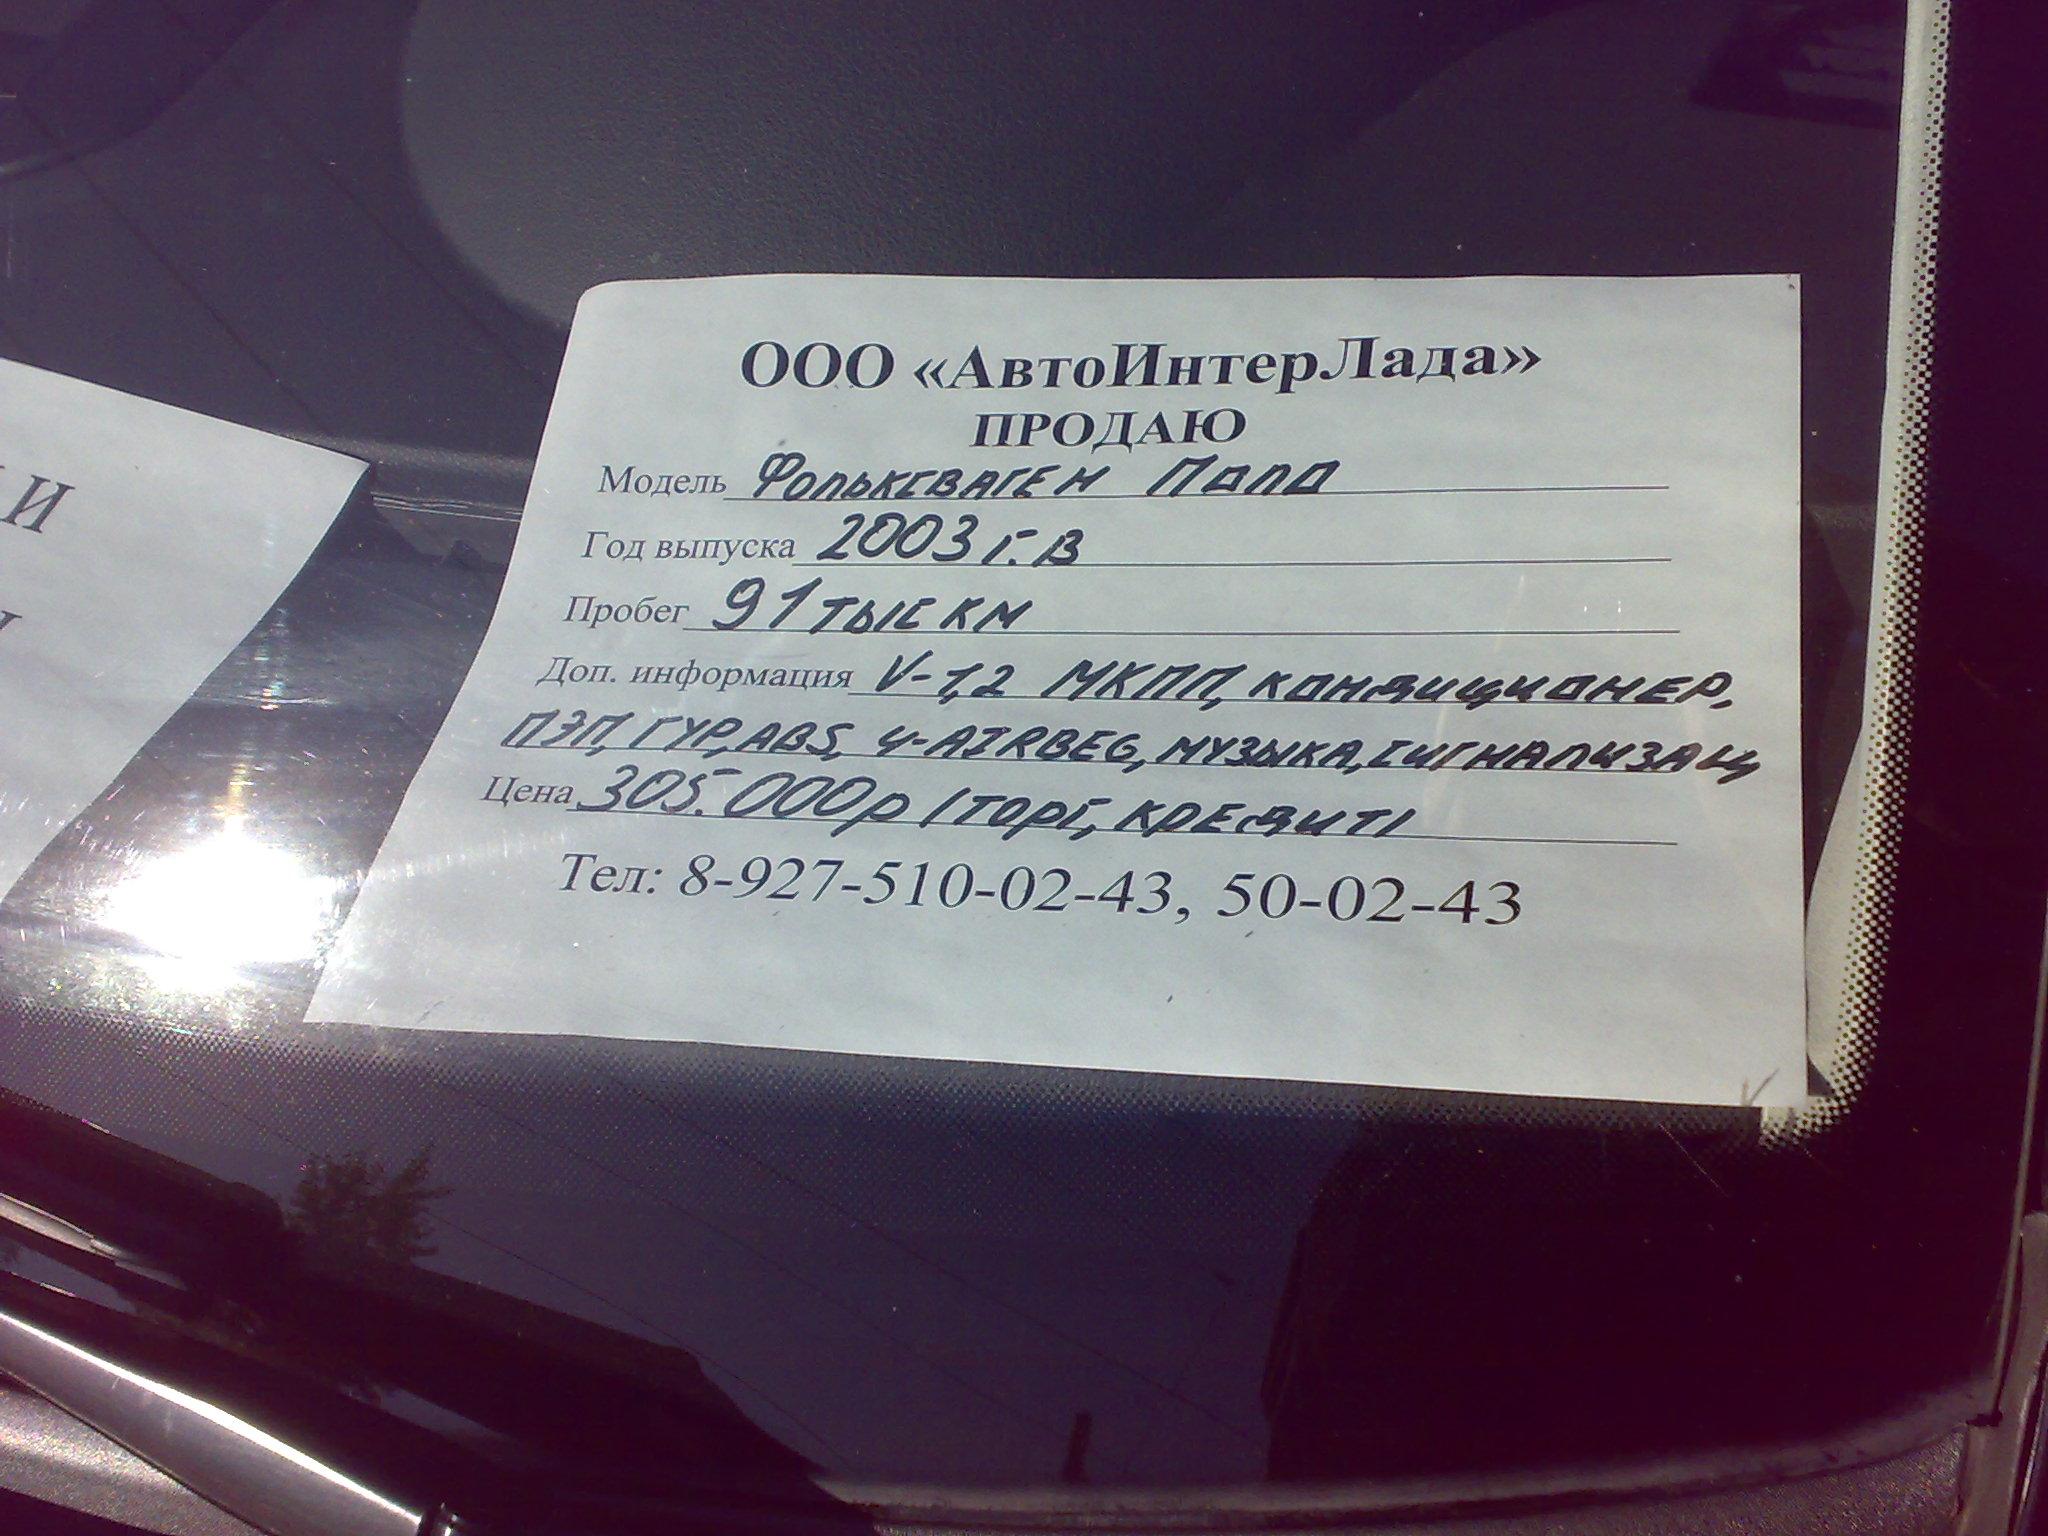 ООО «АвтоИнтерЛада»
ПРОДАЮ
Модель Фольксваген Поло
Год выпуска 2003 г.в
Пробег 91 тыс км
Доп. информация V-1,2 МКПП, кондиционер,
ПЭП, ГУР, ABS, 4-AIRBEG, музыка, сигнализац
Цена 305.000р /торг, кредит/
Тел: 8-927-510-02-43, 50-02-43
И